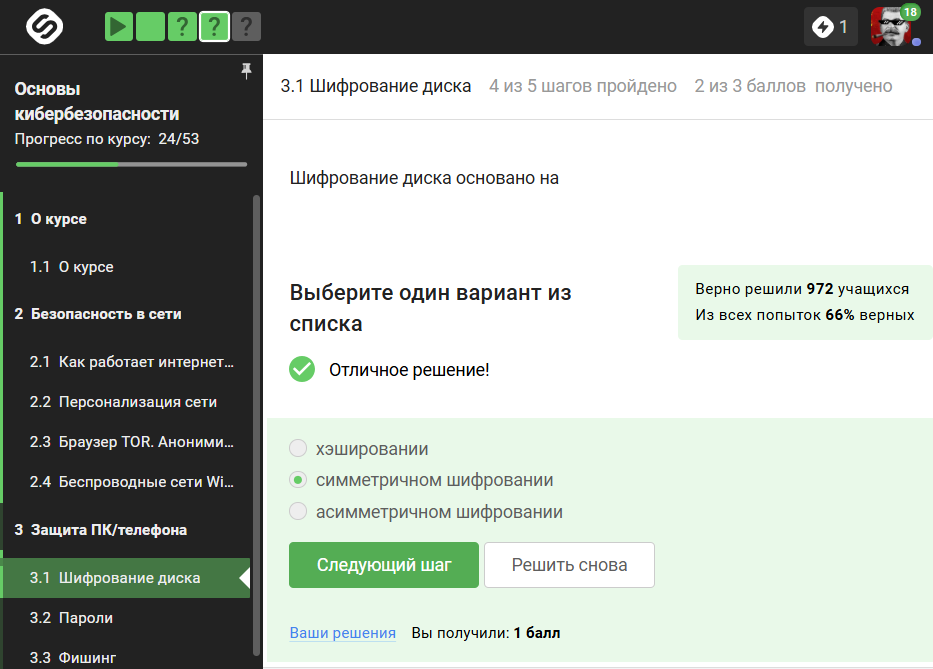 ? ? ?
1
18
Основы
кибербезопасности
Прогресс по курсу: 24/53
1 О курсе
1.1 О курсе
2 Безопасность в сети
2.1 Как работает интернет...
2.2 Персонализация сети
2.3 Браузер TOR. Аноними...
2.4 Беспроводные сети Wi...
3 Защита ПК/телефона
3.1 Шифрование диска
3.2 Пароли
3.3 Фишинг
3.1 Шифрование диска 4 из 5 шагов пройдено 2 из 3 баллов получено
Шифрование диска основано на
Выберите один вариант из
списка
Верно решили 972 учащихся
Из всех попыток 66% верных
Отличное решение!
хэшировании
симметричном шифровании
асимметричном шифровании
Следующий шаг
Решить снова
Ваши решения Вы получили: 1 балл